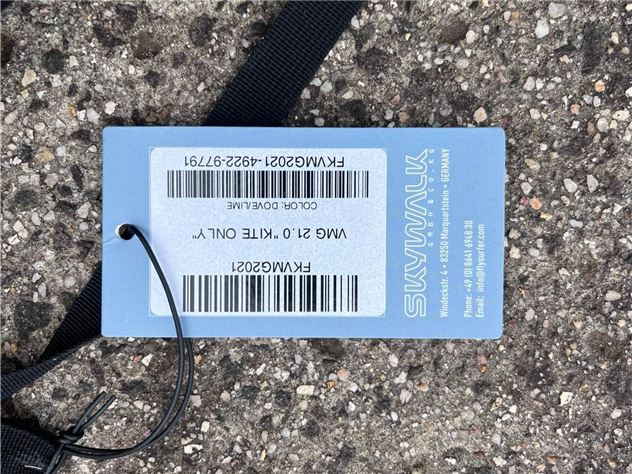 FKVMG2021
VMG 21.0 "KITE ONLY"
COLOR: DOVE/LIME
FKVMG2021-4922-97791
SKYWALK
GMBH & CO. KG
Windeckstr. 4 • 83250 Marquartstein • GERMANY
Phone: +49 (0) 8641 6948 30
Email: info@flysurfer.com